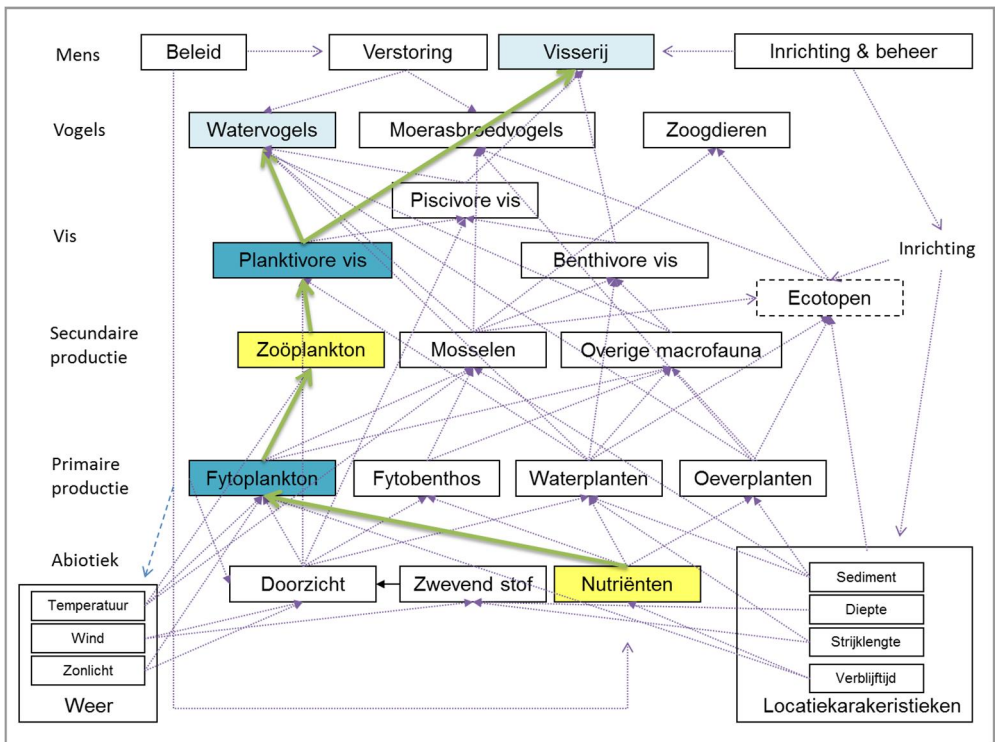 Mens
Beleid
Verstoring
Visserij
Inrichting & beheer
Vogels
Watervogels
Moerasbroedvogels
Zoogdieren
Piscivore vis
Vis
Planktivore vis
Benthivore vis
Inrichting
Ecotopen
Secundaire
productie
Zoöplankton
Mosselen
Overige macrofauna
Primaire
productie
Fytoplankton
Fytobenthos
Waterplanten
Oeverplanten
Abiotiek
Doorzicht
Zwevend stof
Nutriënten
Temperatuur
Wind
Zonlicht
Weer
Sediment
Diepte
Strijklengte
Verblijftijd
Locatiekarakeristieken